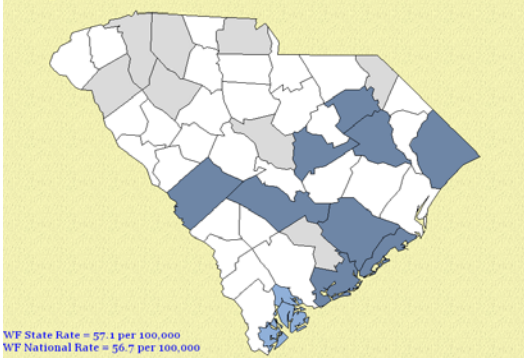 WF State Rate = 57.1 per 100,000
WF National Rate = 56.7 per 100,000